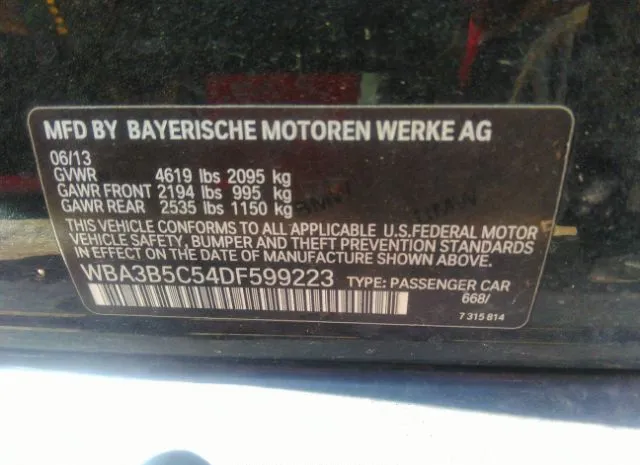 MFD BY BAYERISCHE MOTOREN WERKE AG
06/13
GVWR 4619 lbs 2095 kg
GAWR FRONT 2194 lbs 995 kg
GAWR REAR 2535 lbs 1150 kg
THIS VEHICLE CONFORMS TO ALL APPLICABLE U.S.FEDERAL MOTOR
VEHICLE SAFETY, BUMPER AND THEFT PREVENTION STANDARDS
IN EFFECT ON THE DATE OF MANUFACTURE SHOWN ABOVE.
WBA3B5C54DF599223 TYPE: PASSENGER CAR
668/
7 315 814